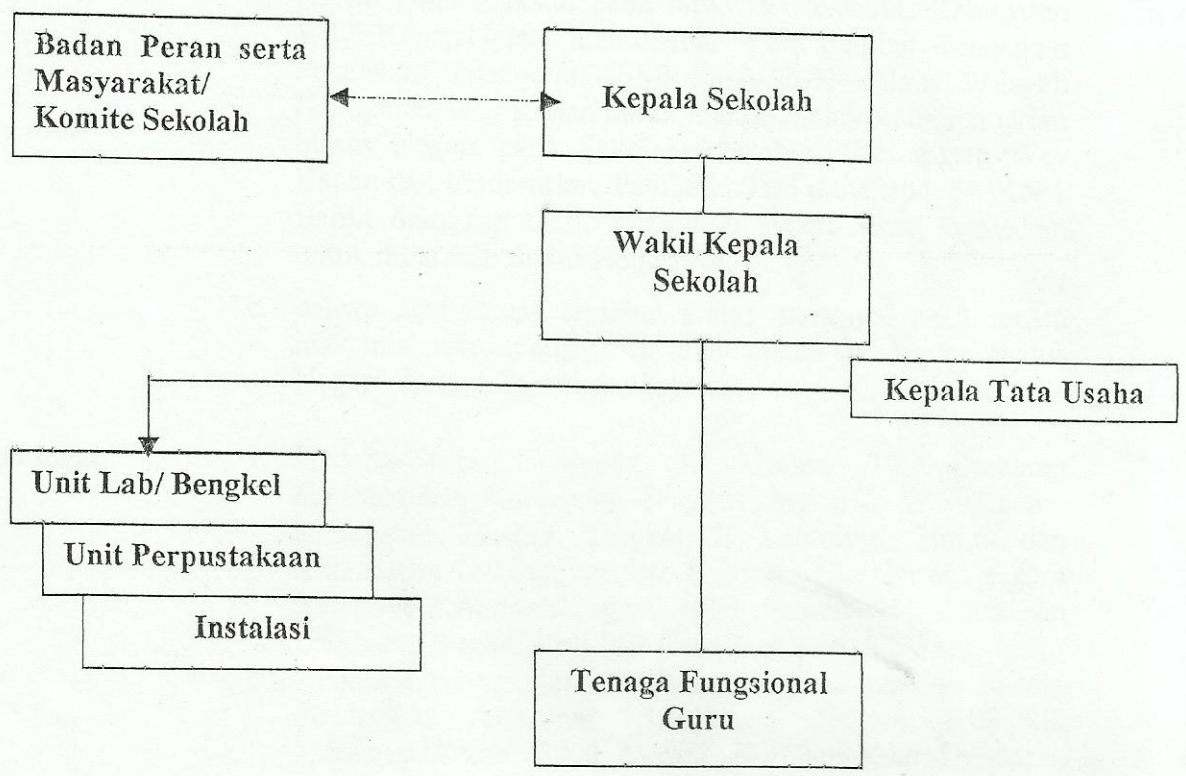 Badan Peran serta
Masyarakat/
Komite Sekolah
Kepala Sekolah
Wakil Kepala
Sekolah
Kepala Tata Usaha
Unit Lab/ Bengkel
Unit Perpustakaan
Instalasi
Tenaga Fungsional
Guru